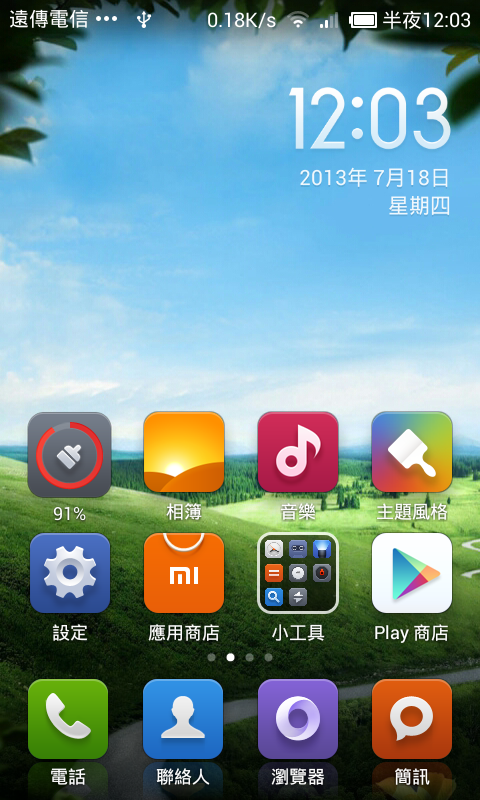 遠傳電信 ••• 0.18K/s 半夜12:03
12:03
2013年 7月18日
星期四
91% 相簿 音樂 主題風格
mi
設定 應用商店 小工具 Play 商店
電話 聯絡人 瀏覽器 簡訊